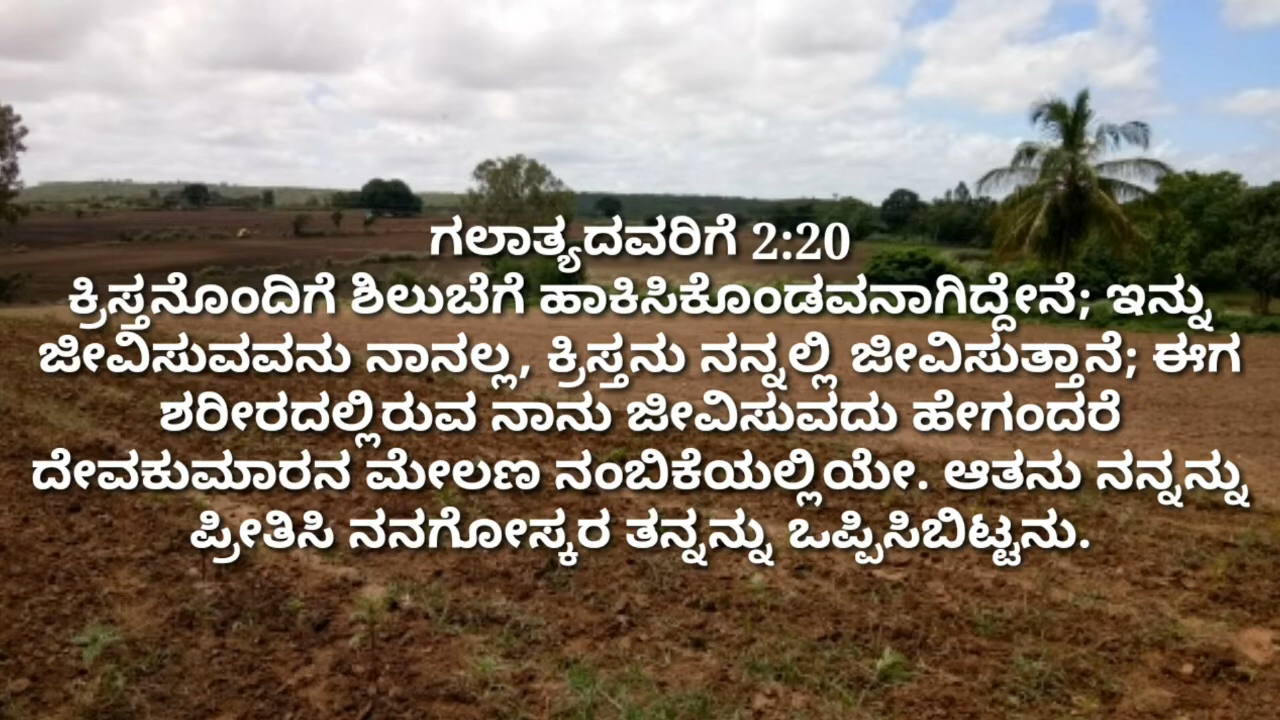 ಗಲಾತ್ಯದವರಿಗೆ 2:20
ಕ್ರಿಸ್ತನೊಂದಿಗೆ ಶಿಲುಬೆಗೆ ಹಾಕಿಸಿಕೊಂಡವನಾಗಿದ್ದೇನೆ; ಇನ್ನು
ಜೀವಿಸುವವನು ನಾನಲ್ಲ, ಕ್ರಿಸ್ತನು ನನ್ನಲ್ಲಿ ಜೀವಿಸುತ್ತಾನೆ; ಈಗ
ಶರೀರದಲ್ಲಿರುವ ನಾನು ಜೀವಿಸುವದು ಹೇಗಂದರೆ
ದೇವಕುಮಾರನ ಮೇಲಣ ನಂಬಿಕೆಯಲ್ಲಿಯೇ. ಆತನು ನನ್ನನ್ನು
ಪ್ರೀತಿಸಿ ನನಗೋಸ್ಕರ ತನ್ನನ್ನು ಒಪ್ಪಿಸಿಬಿಟ್ಟನು.